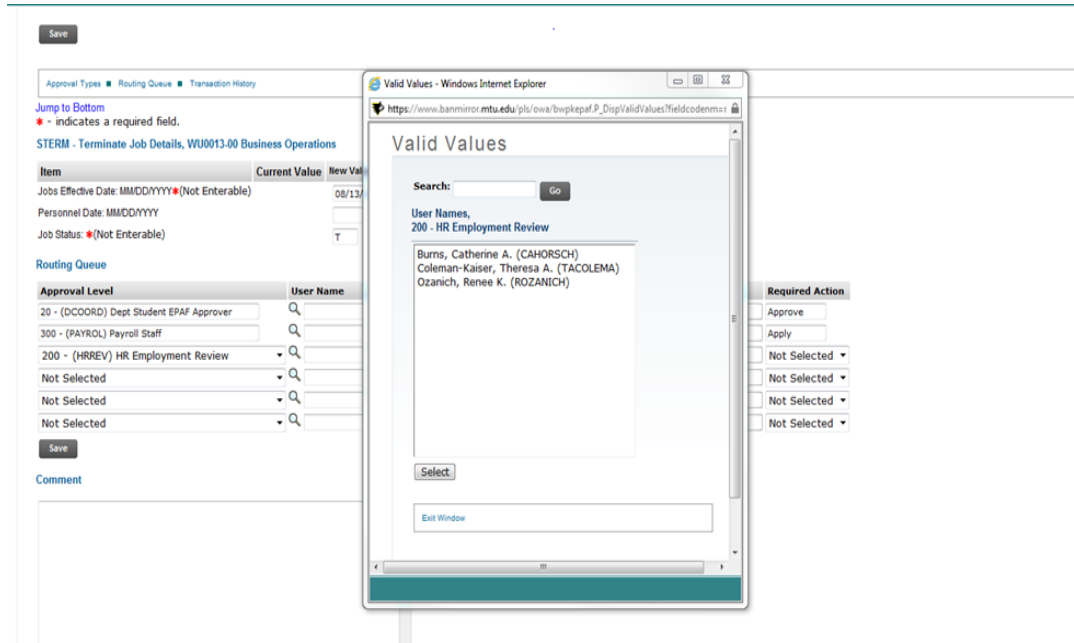 Save
Approval Types ■ Routing Queue ■ Transaction History
Jump to Bottom
* - indicates a required field.
STERM - Terminate Job Details, WU0013-00 Business Operations
Item Current Value New Val
Jobs Effective Date: MM/DD/YYYY*(Not Enterable) 08/13/
Personnel Date: MM/DD/YYYY
Job Status: *(Not Enterable) T
Routing Queue
Approval Level User Name Required Action
20 - (DCOORD) Dept Student EPAF Approver Approve
300 - (PAYROL) Payroll Staff Apply
200 - (HRREV) HR Employment Review Not Selected
Not Selected Not Selected
Not Selected Not Selected
Not Selected Not Selected
Save
Comment
Valid Values - Windows Internet Explorer
https://www.banmirror.mtu.edu/pls/owa/bwpkepaf.P_DispValidValues?fieldcodenm=
Valid Values
Search: Go
User Names,
200 - HR Employment Review
Burns, Catherine A. (CAHORSCH)
Coleman-Kaiser, Theresa A. (TACOLEMA)
Ozanich, Renee K. (ROZANICH)
Select
Exit Window